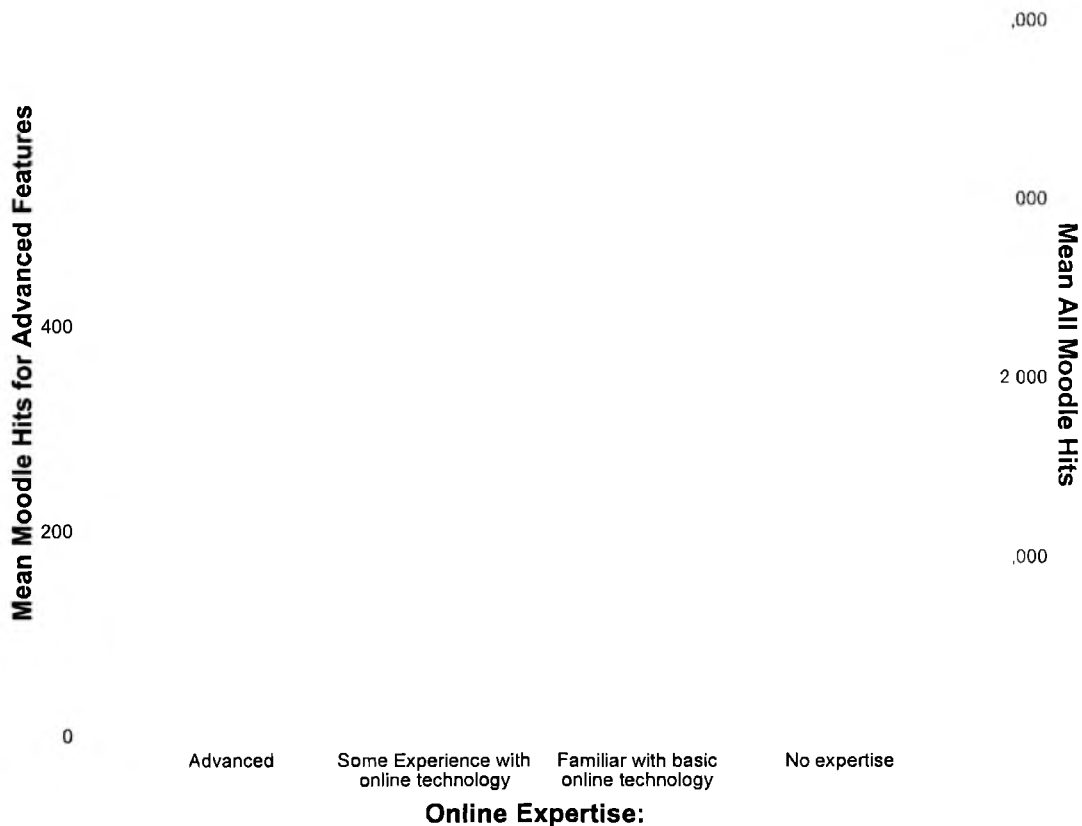 Mean Moodle Hits for Advanced Features
400
200
0
,000
000
2 000
,000
Mean All Moodle Hits
Advanced
Some Experience with
online technology
Familiar with basic
online technology
No expertise
Online Expertise: